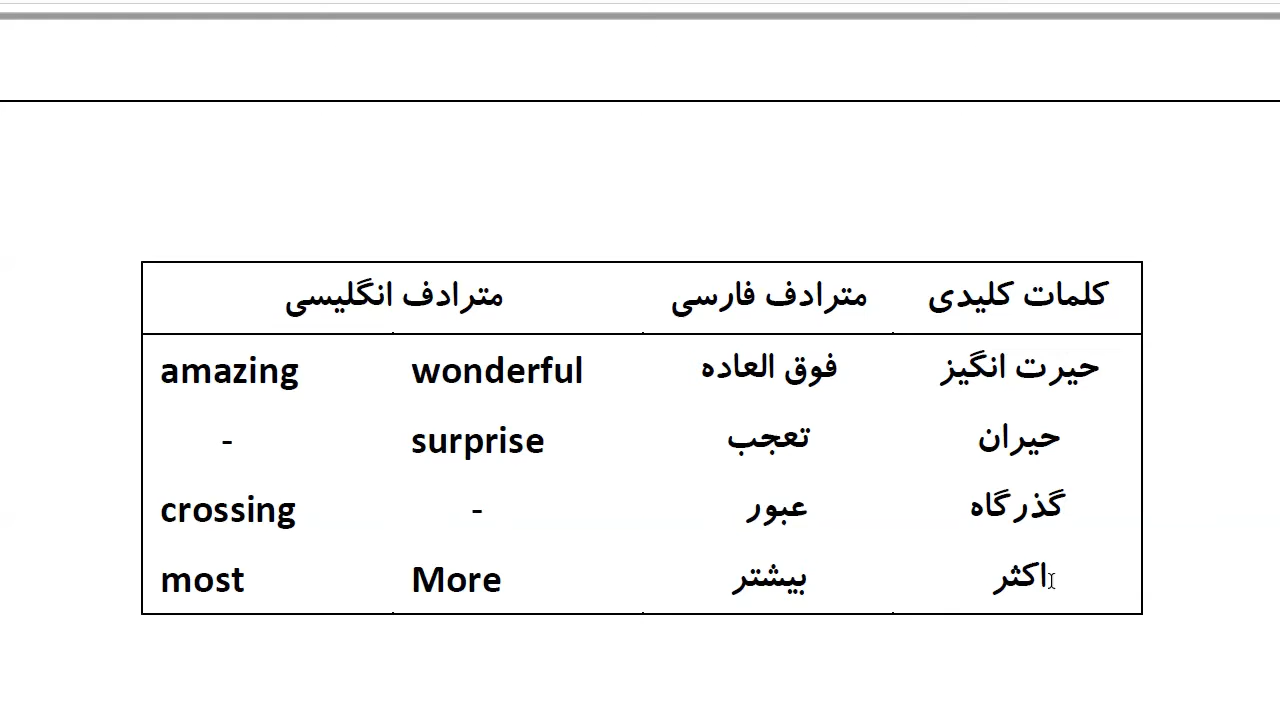 کلمات کلیدی مترادف فارسی مترادف انگلیسی
حیرت انگیز فوق العاده wonderful amazing
حیران تعجب surprise -
گذرگاه عبور - crossing
اکثر بیشتر More most